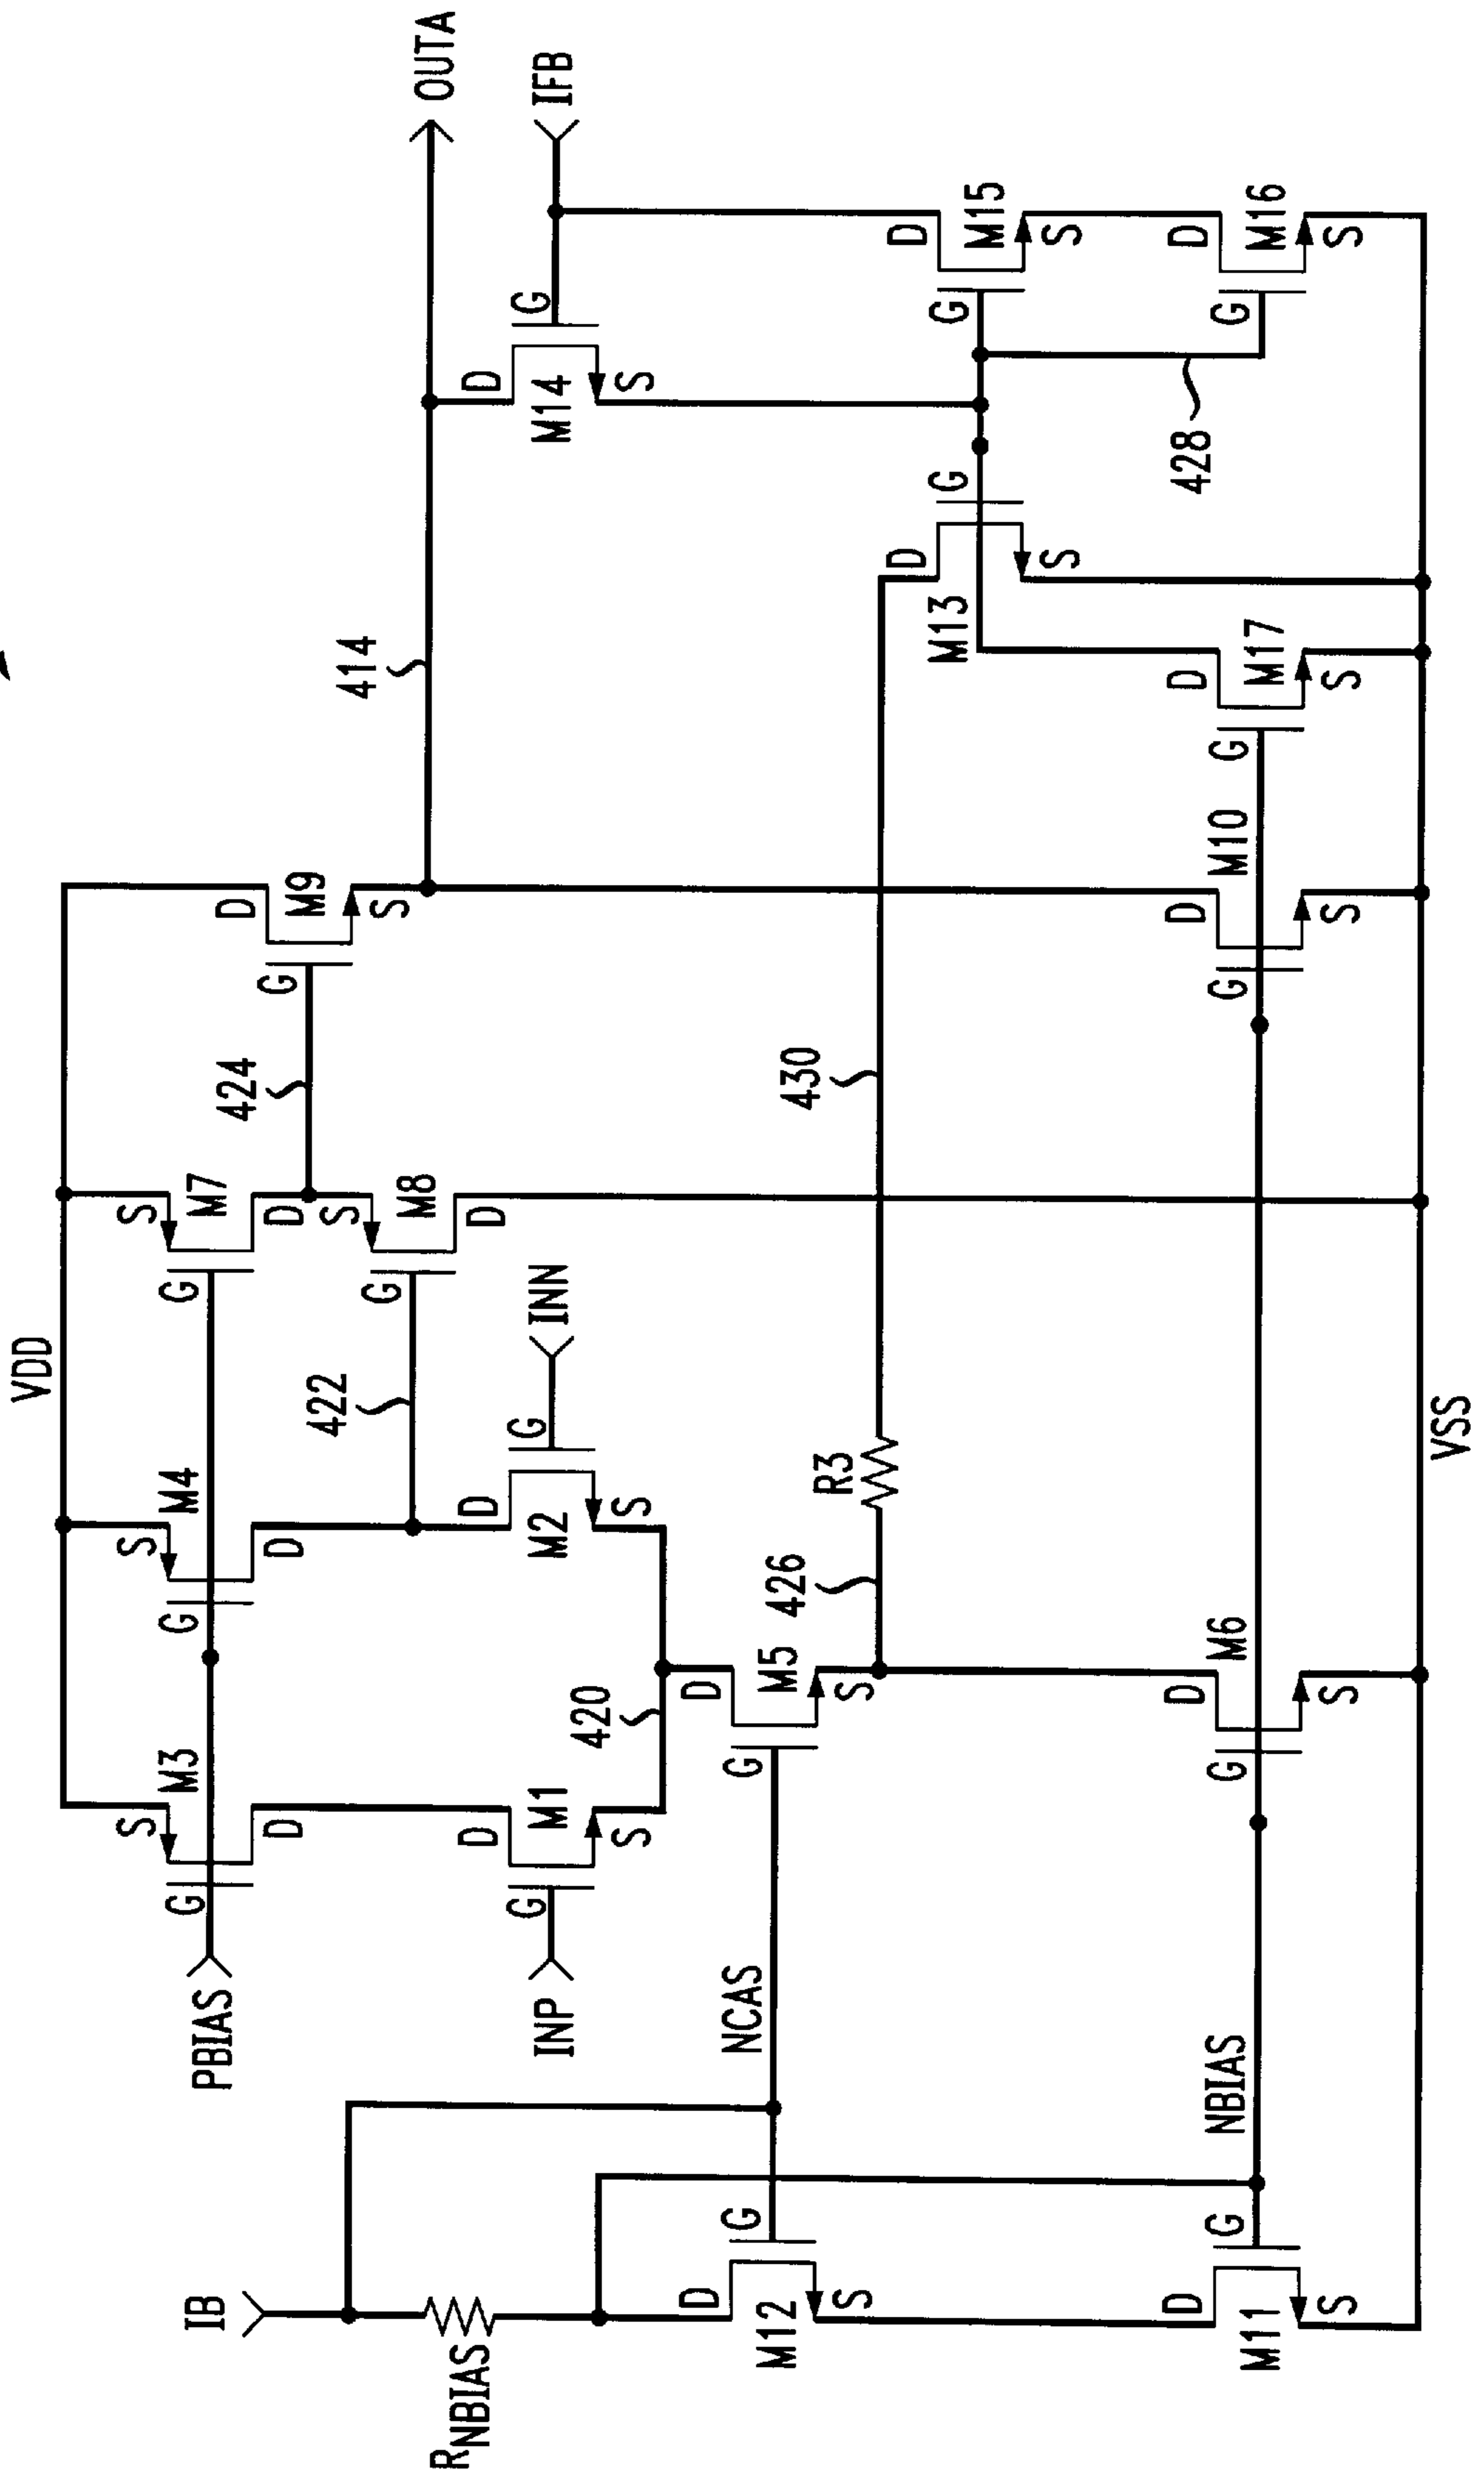 VDD
S
M3
G
D
S
M4
G
D
S
M7
G
D
S
M8
G
D
424
D
M9
G
S
414
OUTA
IFB
PBIAS
422
INP
G
D
M1
S
D
M2
G
S
INN
420
D
M14
G
S
IB
RNBIAS
NCAS
D
M12
G
S
D
M5
G
S
426
R3
430
D
M13
G
S
D
M15
G
S
428
NBIAS
D
M11
G
S
D
M6
G
S
D
M10
G
S
D
M17
G
S
D
M16
G
S
VSS